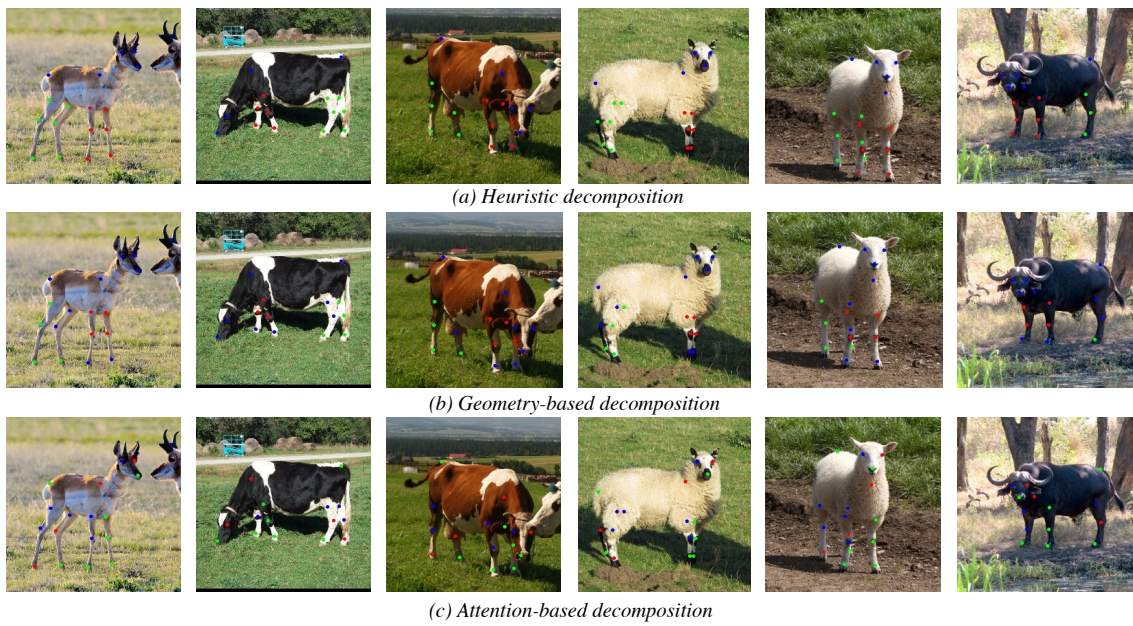 (a) Heuristic decomposition
(b) Geometry-based decomposition
(c) Attention-based decomposition